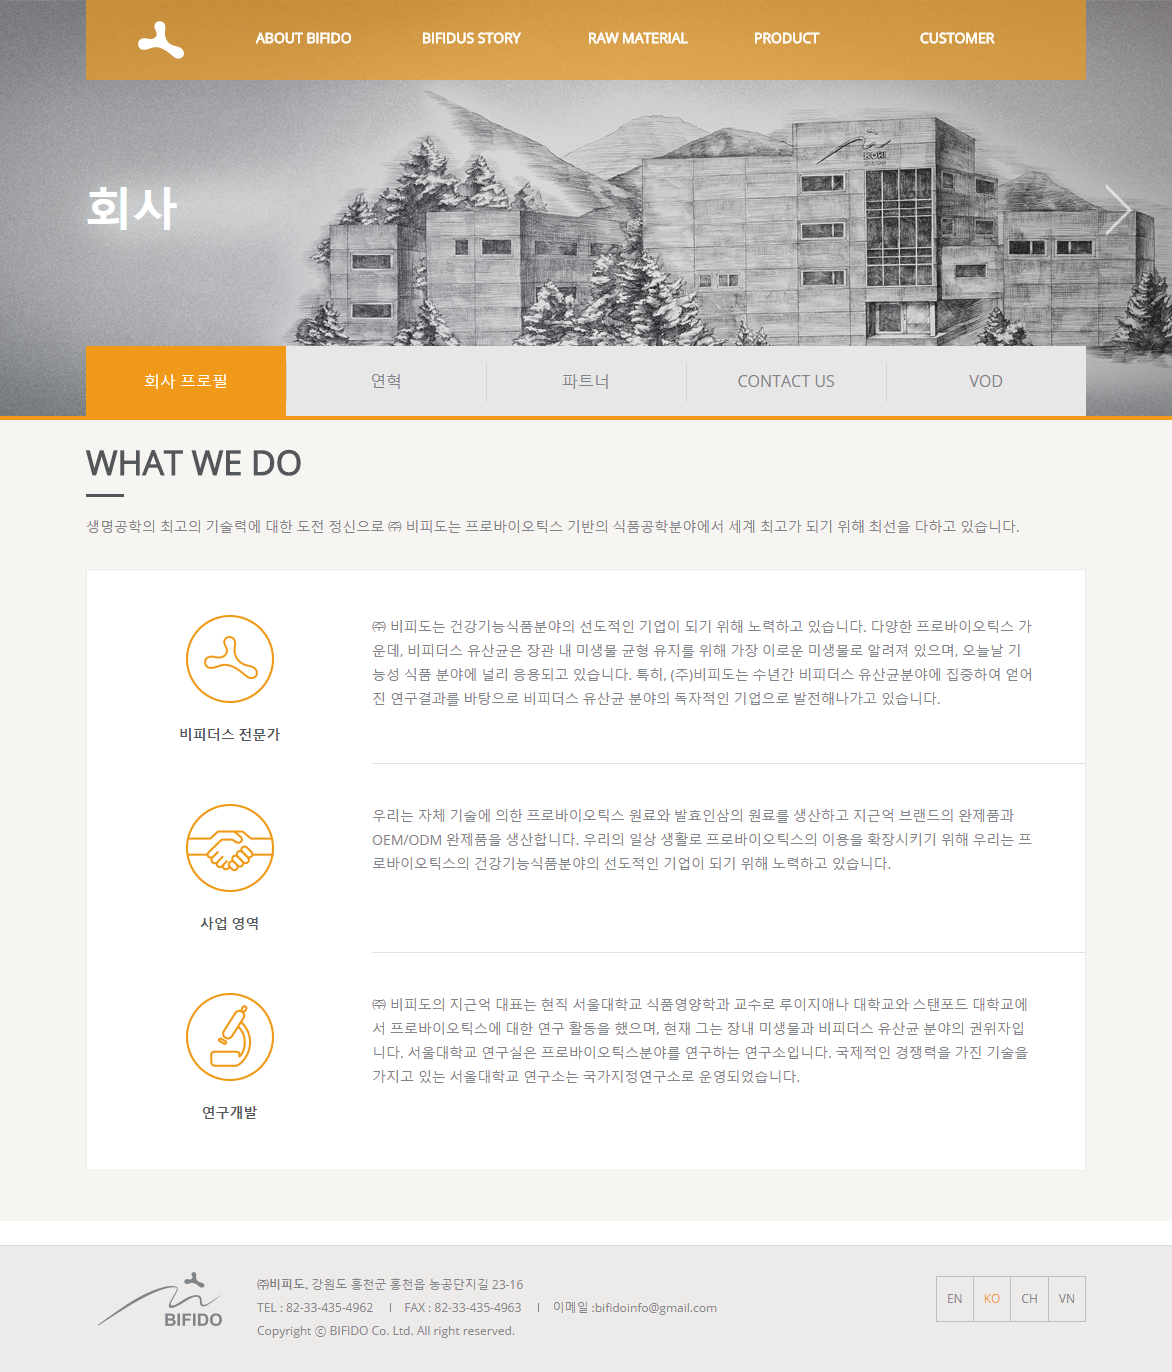 ABOUT BIFIDO
BIFIDUS STORY
RAW MATERIAL
PRODUCT
CUSTOMER
회사
회사 프로필
연혁
파트너
CONTACT US
VOD
WHAT WE DO
생명공학의 최고의 기술력에 대한 도전 정신으로 ㈜ 비피도는 프로바이오틱스 기반의 식품공학분야에서 세계 최고가 되기 위해 최선을 다하고 있습니다.
㈜ 비피도는 건강기능식품분야의 선도적인 기업이 되기 위해 노력하고 있습니다. 다양한 프로바이오틱스 가
운데, 비피더스 유산균은 장관 내 미생물 균형 유지를 위해 가장 이로운 미생물로 알려져 있으며, 오늘날 기
능성 식품 분야에 널리 응용되고 있습니다. 특히, (주)비피도는 수년간 비피더스 유산균분야에 집중하여 얻어
진 연구결과를 바탕으로 비피더스 유산균 분야의 독자적인 기업으로 발전해나가고 있습니다.
비피더스 전문가
우리는 자체 기술에 의한 프로바이오틱스 원료와 발효인삼의 원료를 생산하고 지근억 브랜드의 완제품과
OEM/ODM 완제품을 생산합니다. 우리의 일상 생활로 프로바이오틱스의 이용을 확장시키기 위해 우리는 프
로바이오틱스의 건강기능식품분야의 선도적인 기업이 되기 위해 노력하고 있습니다.
사업 영역
㈜ 비피도의 지근억 대표는 현직 서울대학교 식품영양학과 교수로 루이지애나 대학교와 스탠포드 대학교에
서 프로바이오틱스에 대한 연구 활동을 했으며, 현재 그는 장내 미생물과 비피더스 유산균 분야의 권위자입
니다. 서울대학교 연구실은 프로바이오틱스분야를 연구하는 연구소입니다. 국제적인 경쟁력을 가진 기술을
가지고 있는 서울대학교 연구소는 국가지정연구소로 운영되었습니다.
연구개발
BIFIDO
㈜비피도. 강원도 홍천군 홍천읍 농공단지길 23-16
TEL : 82-33-435-4962 | FAX : 82-33-435-4963 | 이메일 :bifidoinfo@gmail.com
Copyright ⓒ BIFIDO Co. Ltd. All right reserved.
EN KO CH VN